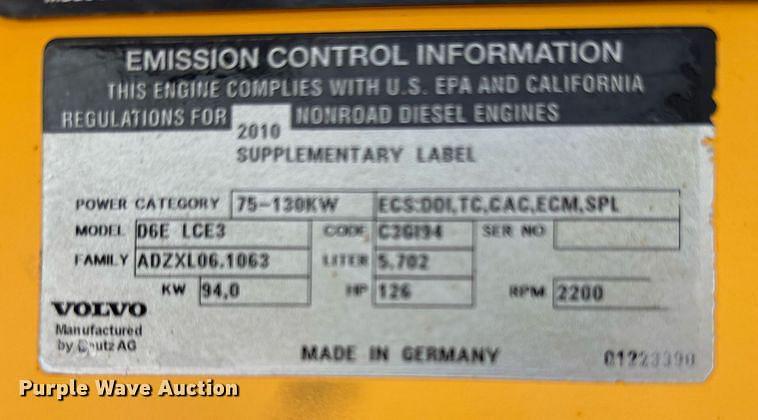 EMISSION CONTROL INFORMATION
THIS ENGINE COMPLIES WITH U.S. EPA AND CALIFORNIA
REGULATIONS FOR 2010 NONROAD DIESEL ENGINES
SUPPLEMENTARY LABEL
POWER CATEGORY 75-130KW ECS:DDI,TC,CAC,ECM,SPL
MODEL D6E LCE3 CODE C3GI94 SER NO
FAMILY ADZXL06.1063 LITER 5.702
KW 94,0 HP 126 RPM 2200
VOLVO
Manufactured
by Deutz AG
MADE IN GERMANY 01223390
Purple Wave Auction